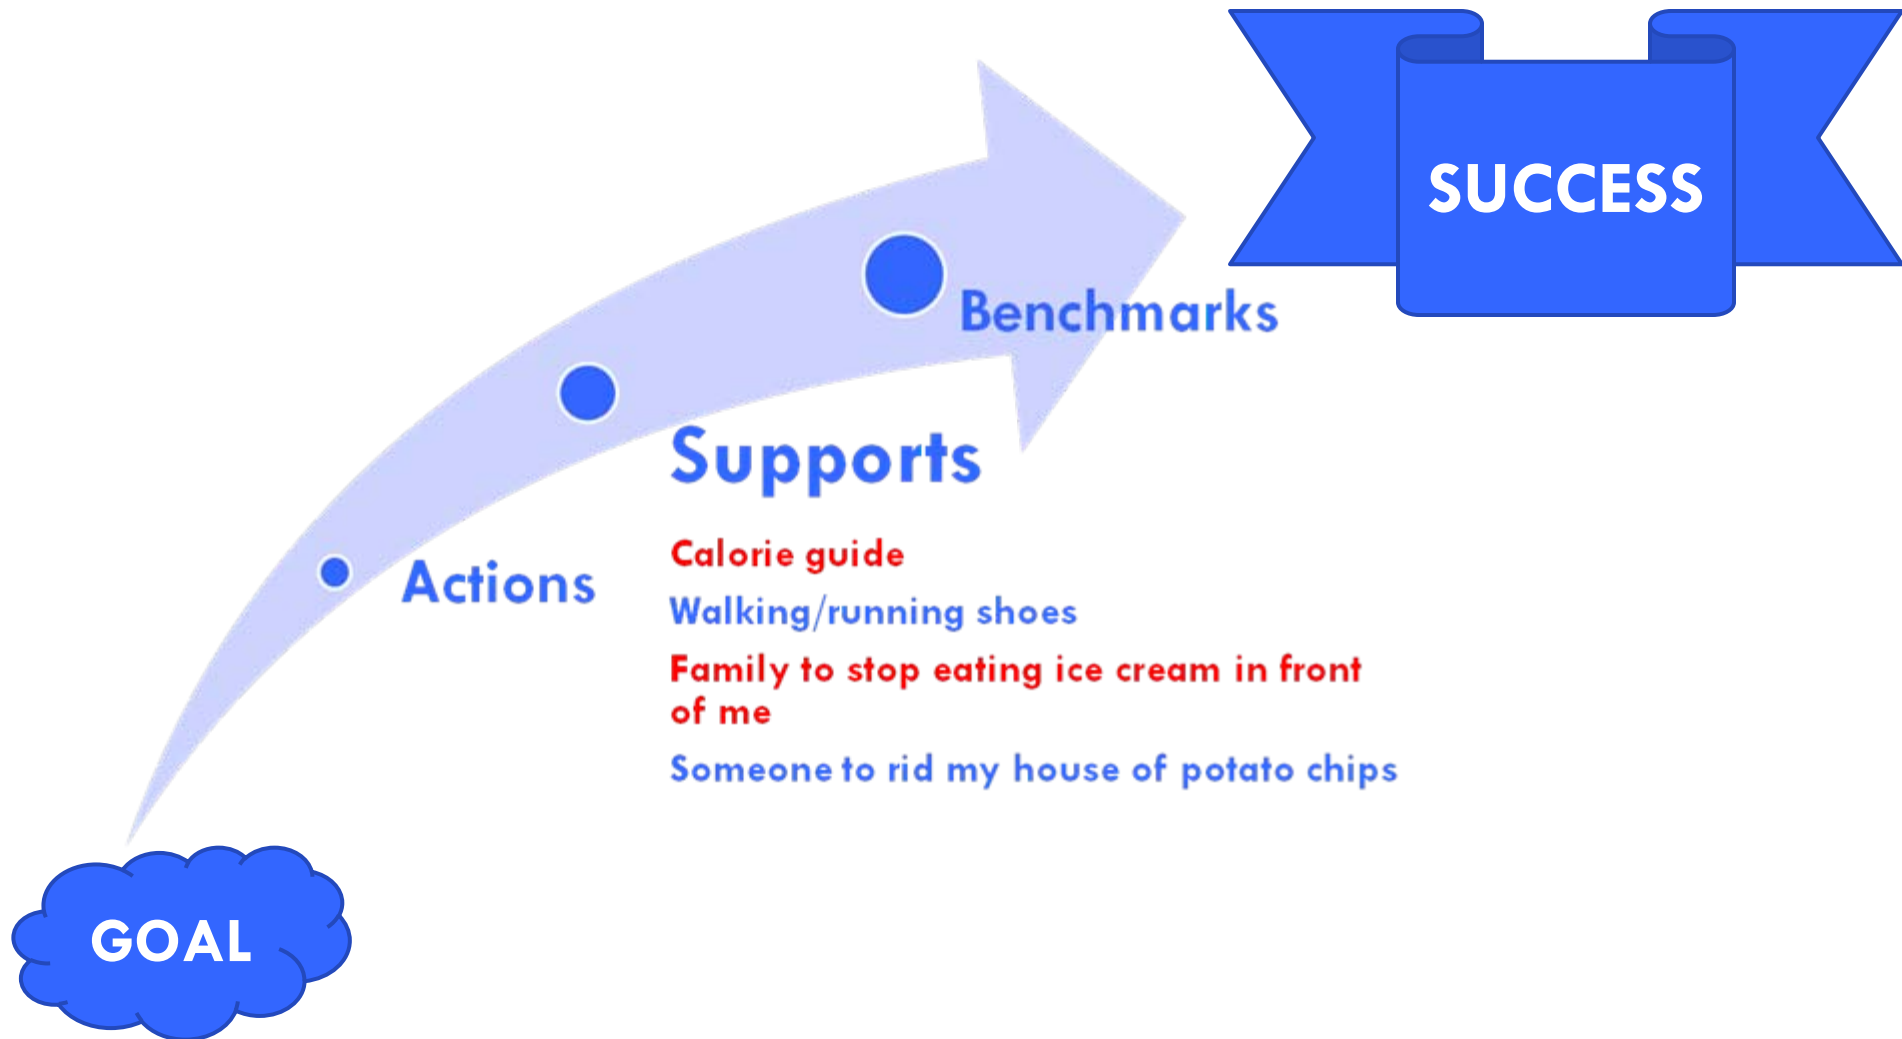 SUCCESS
Benchmarks
Supports
Calorie guide
Actions
Walking/running shoes
Family to stop eating ice cream in front
of me
Someone to rid my house of potato chips
GOAL